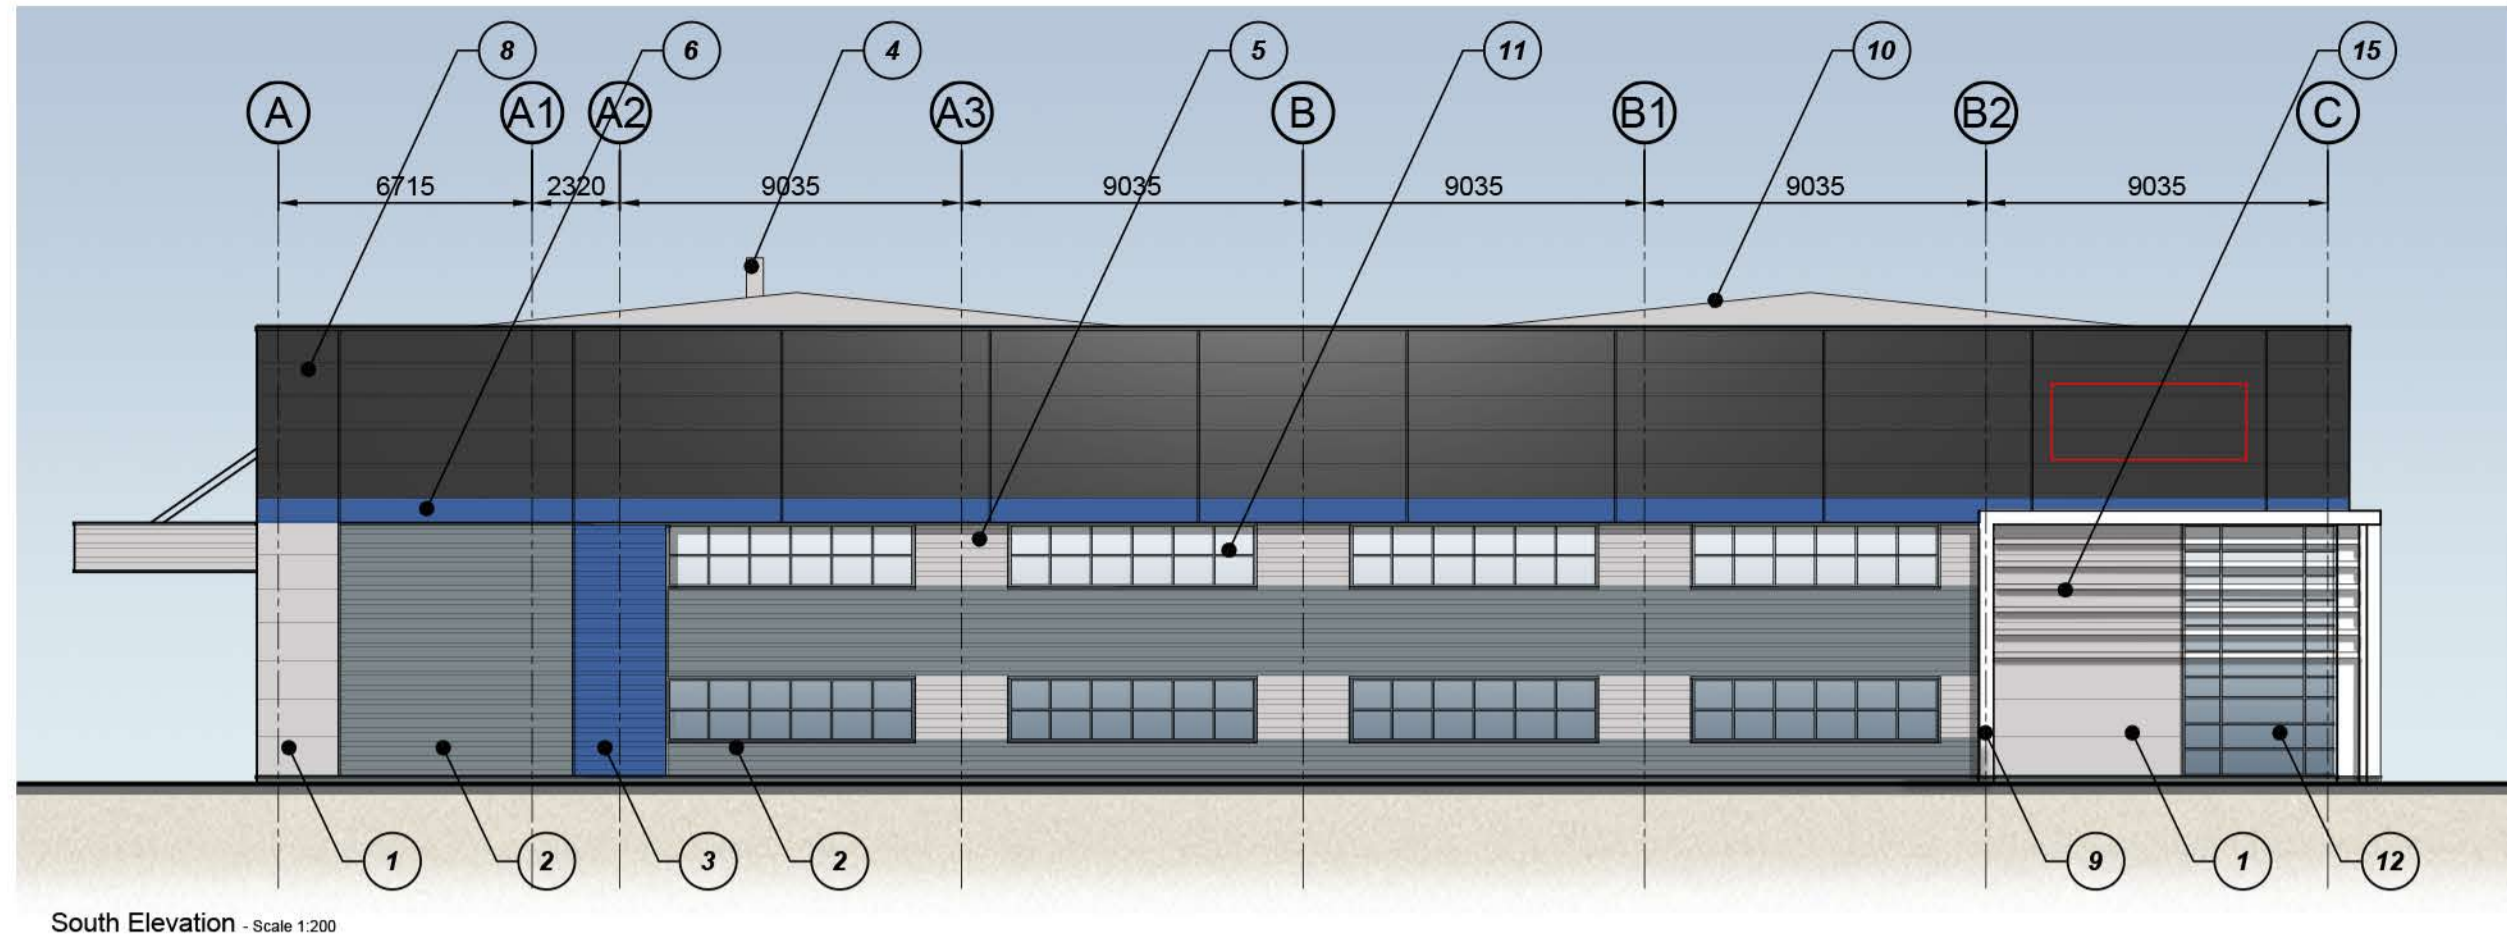 8 6 4 5 11 10 15
A A1 A2 A3 B B1 B2 C
6715 2320 9035 9035 9035 9035 9035
1 2 3 2 9 1 12
South Elevation - Scale 1:200